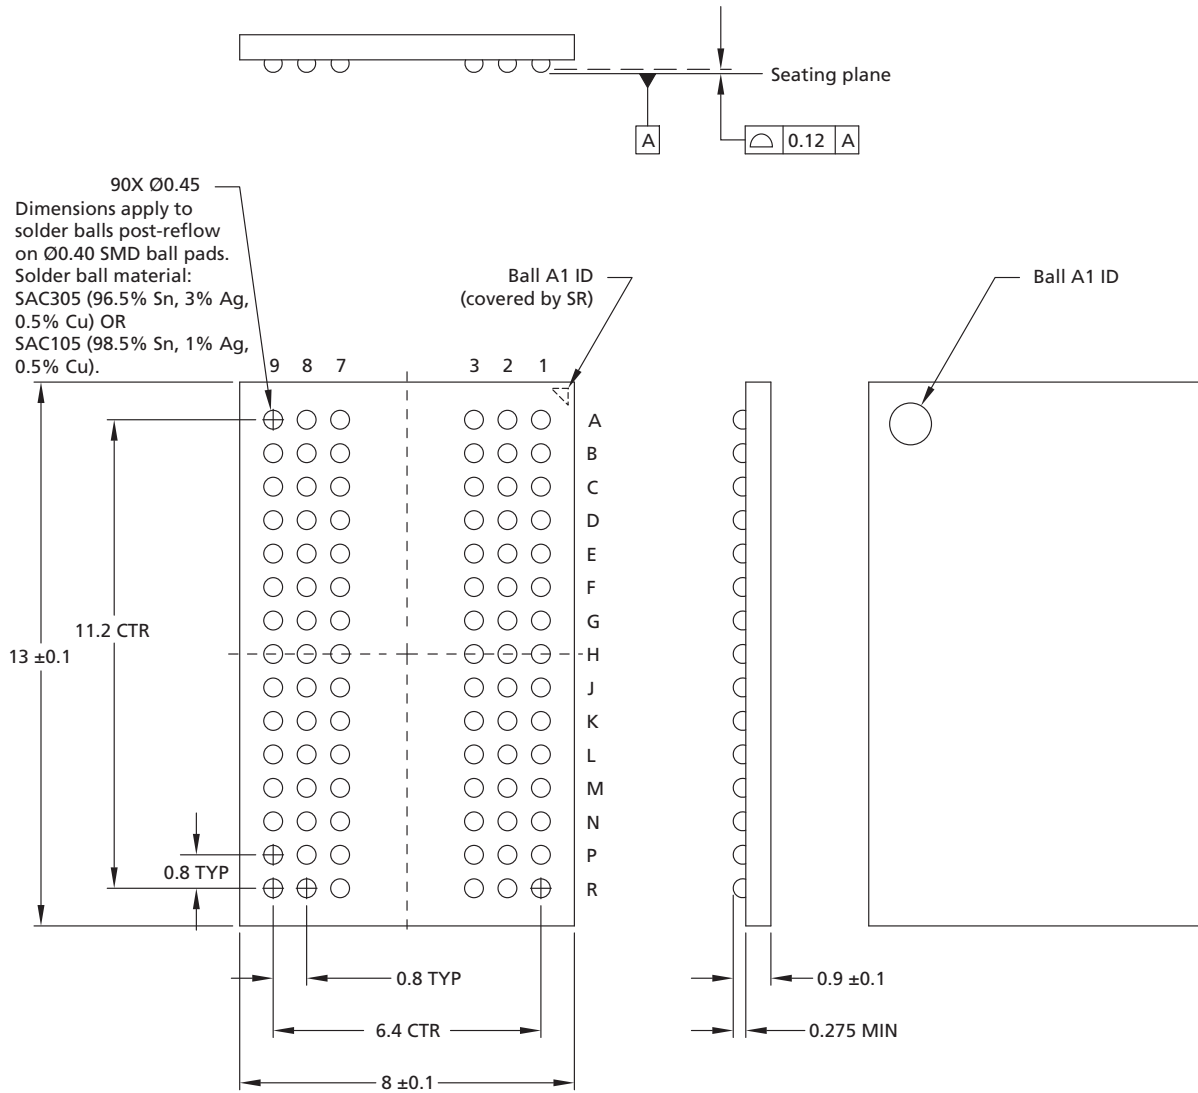 Seating plane
A
0.12 A
90X Ø0.45
Dimensions apply to
solder balls post-reflow
on Ø0.40 SMD ball pads.
Solder ball material:
SAC305 (96.5% Sn, 3% Ag,
0.5% Cu) OR
SAC105 (98.5% Sn, 1% Ag,
0.5% Cu).
Ball A1 ID
(covered by SR)
Ball A1 ID
9 8 7 3 2 1
A
B
C
D
E
F
G
H
J
K
L
M
N
P
R
11.2 CTR
13 ±0.1
0.8 TYP
0.8 TYP
0.9 ±0.1
6.4 CTR
0.275 MIN
8 ±0.1